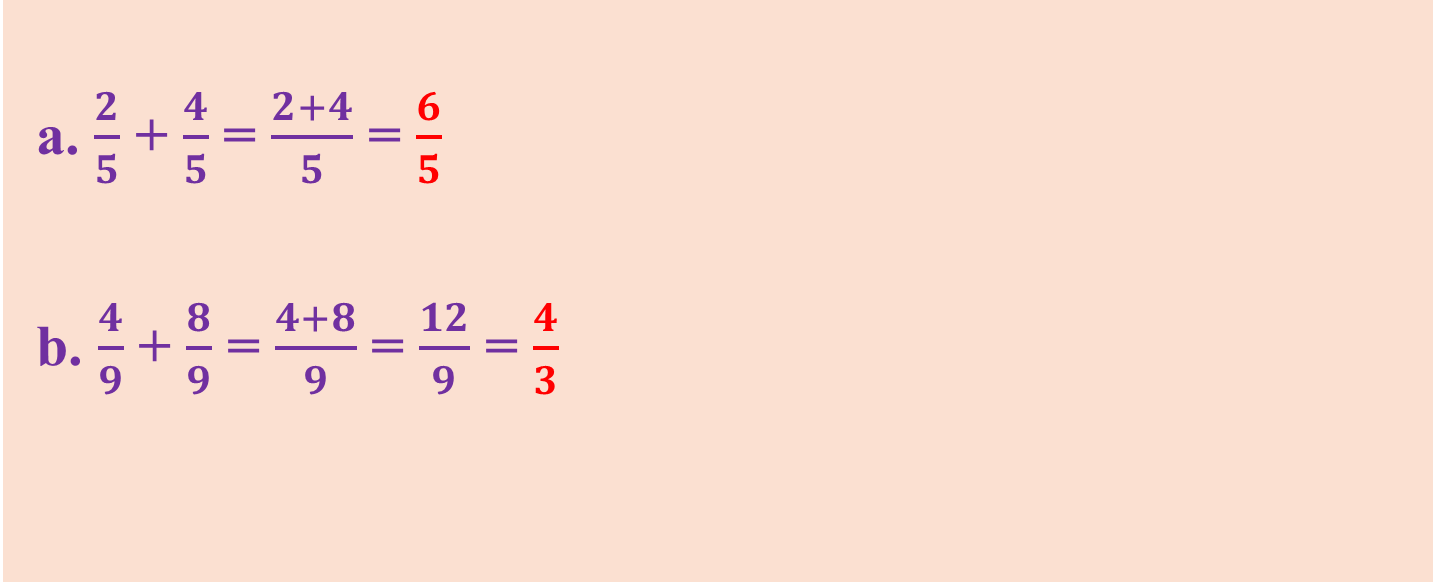 a. 2/5 + 4/5 = 2+4/5 = 6/5
b. 4/9 + 8/9 = 4+8/9 = 12/9 = 4/3